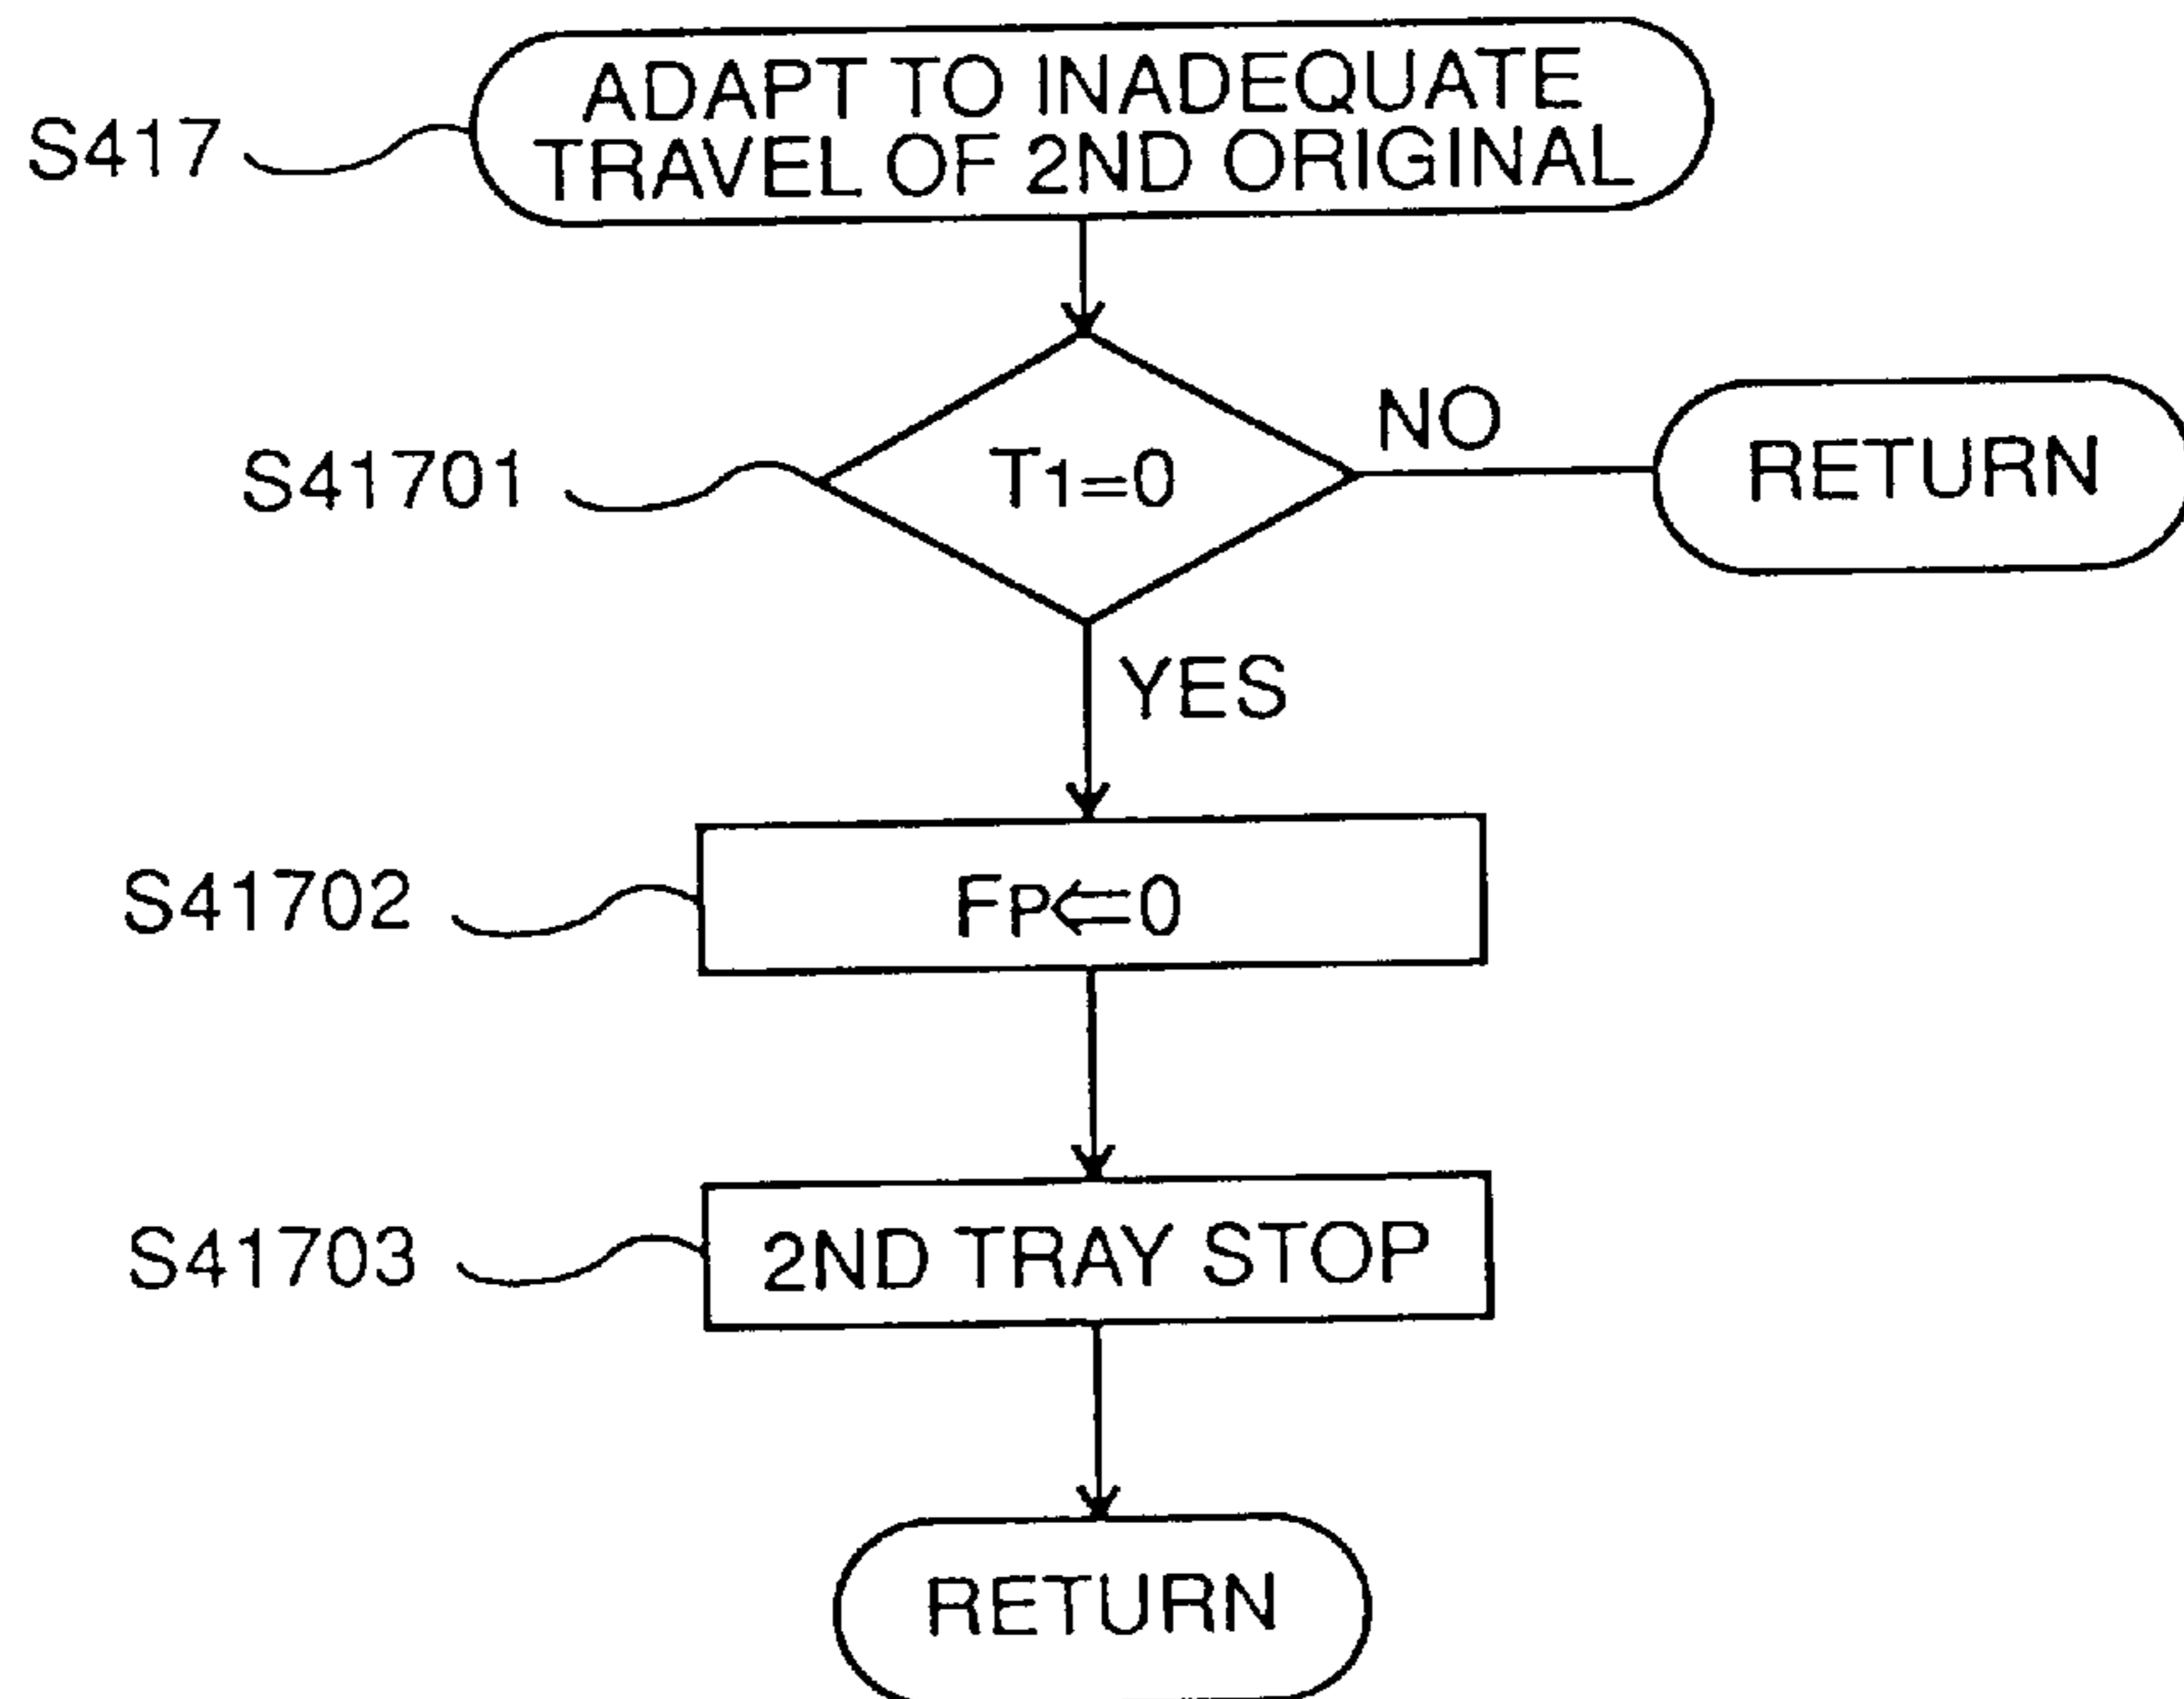 S417
ADAPT TO INADEQUATE
TRAVEL OF 2ND ORIGINAL
S41701
T1=0
NO
RETURN
YES
S41702
FP⇐0
S41703
2ND TRAY STOP
RETURN